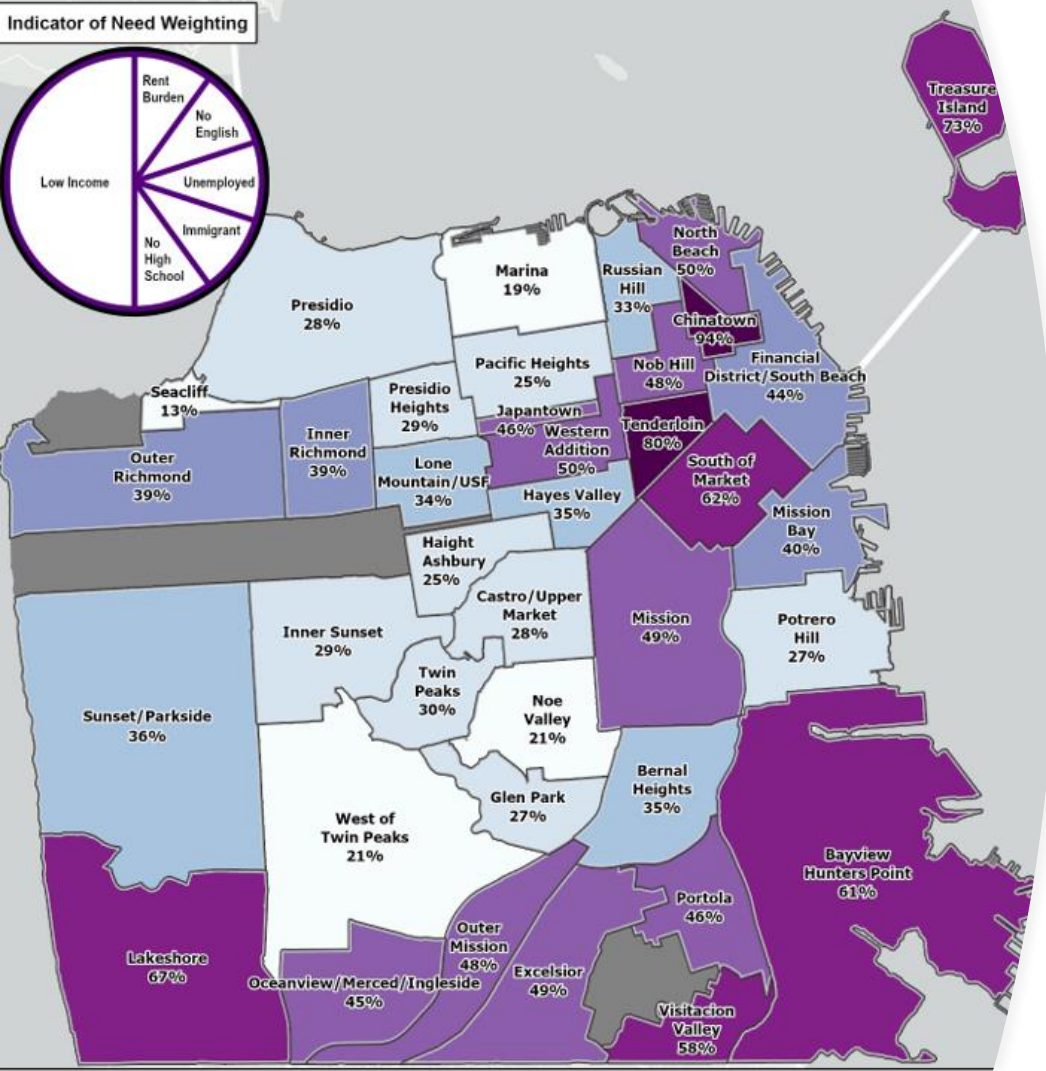 Indicator of Need Weighting
Rent
Burden
No
English
Low Income
Unemployed
Immigrant
No
High
School
Treasure
Island
73%
North
Beach
50%
Marina
19%
Russian
Hill
33%
Presidio
28%
Chinatown
94%
Pacific Heights
25%
Nob Hill
48%
Financial
District/South Beach
44%
Seacliff
13%
Presidio
Heights
29%
Japantown
46%
Western
Addition
50%
Tenderloin
80%
Outer
Richmond
39%
Inner
Richmond
39%
Lone
Mountain/USF
34%
South of
Market
62%
Hayes Valley
35%
Mission
Bay
40%
Haight
Ashbury
25%
Castro/Upper
Market
28%
Inner Sunset
29%
Mission
49%
Potrero
Hill
27%
Twin
Peaks
30%
Sunset/Parkside
36%
Noe
Valley
21%
Bernal
Heights
35%
Glen Park
27%
West of
Twin Peaks
21%
Bayview
Hunters Point
61%
Portola
46%
Outer
Mission
48%
Lakeshore
67%
Oceanview/Merced/Ingleside
45%
Excelsior
49%
Visitacion
Valley
58%